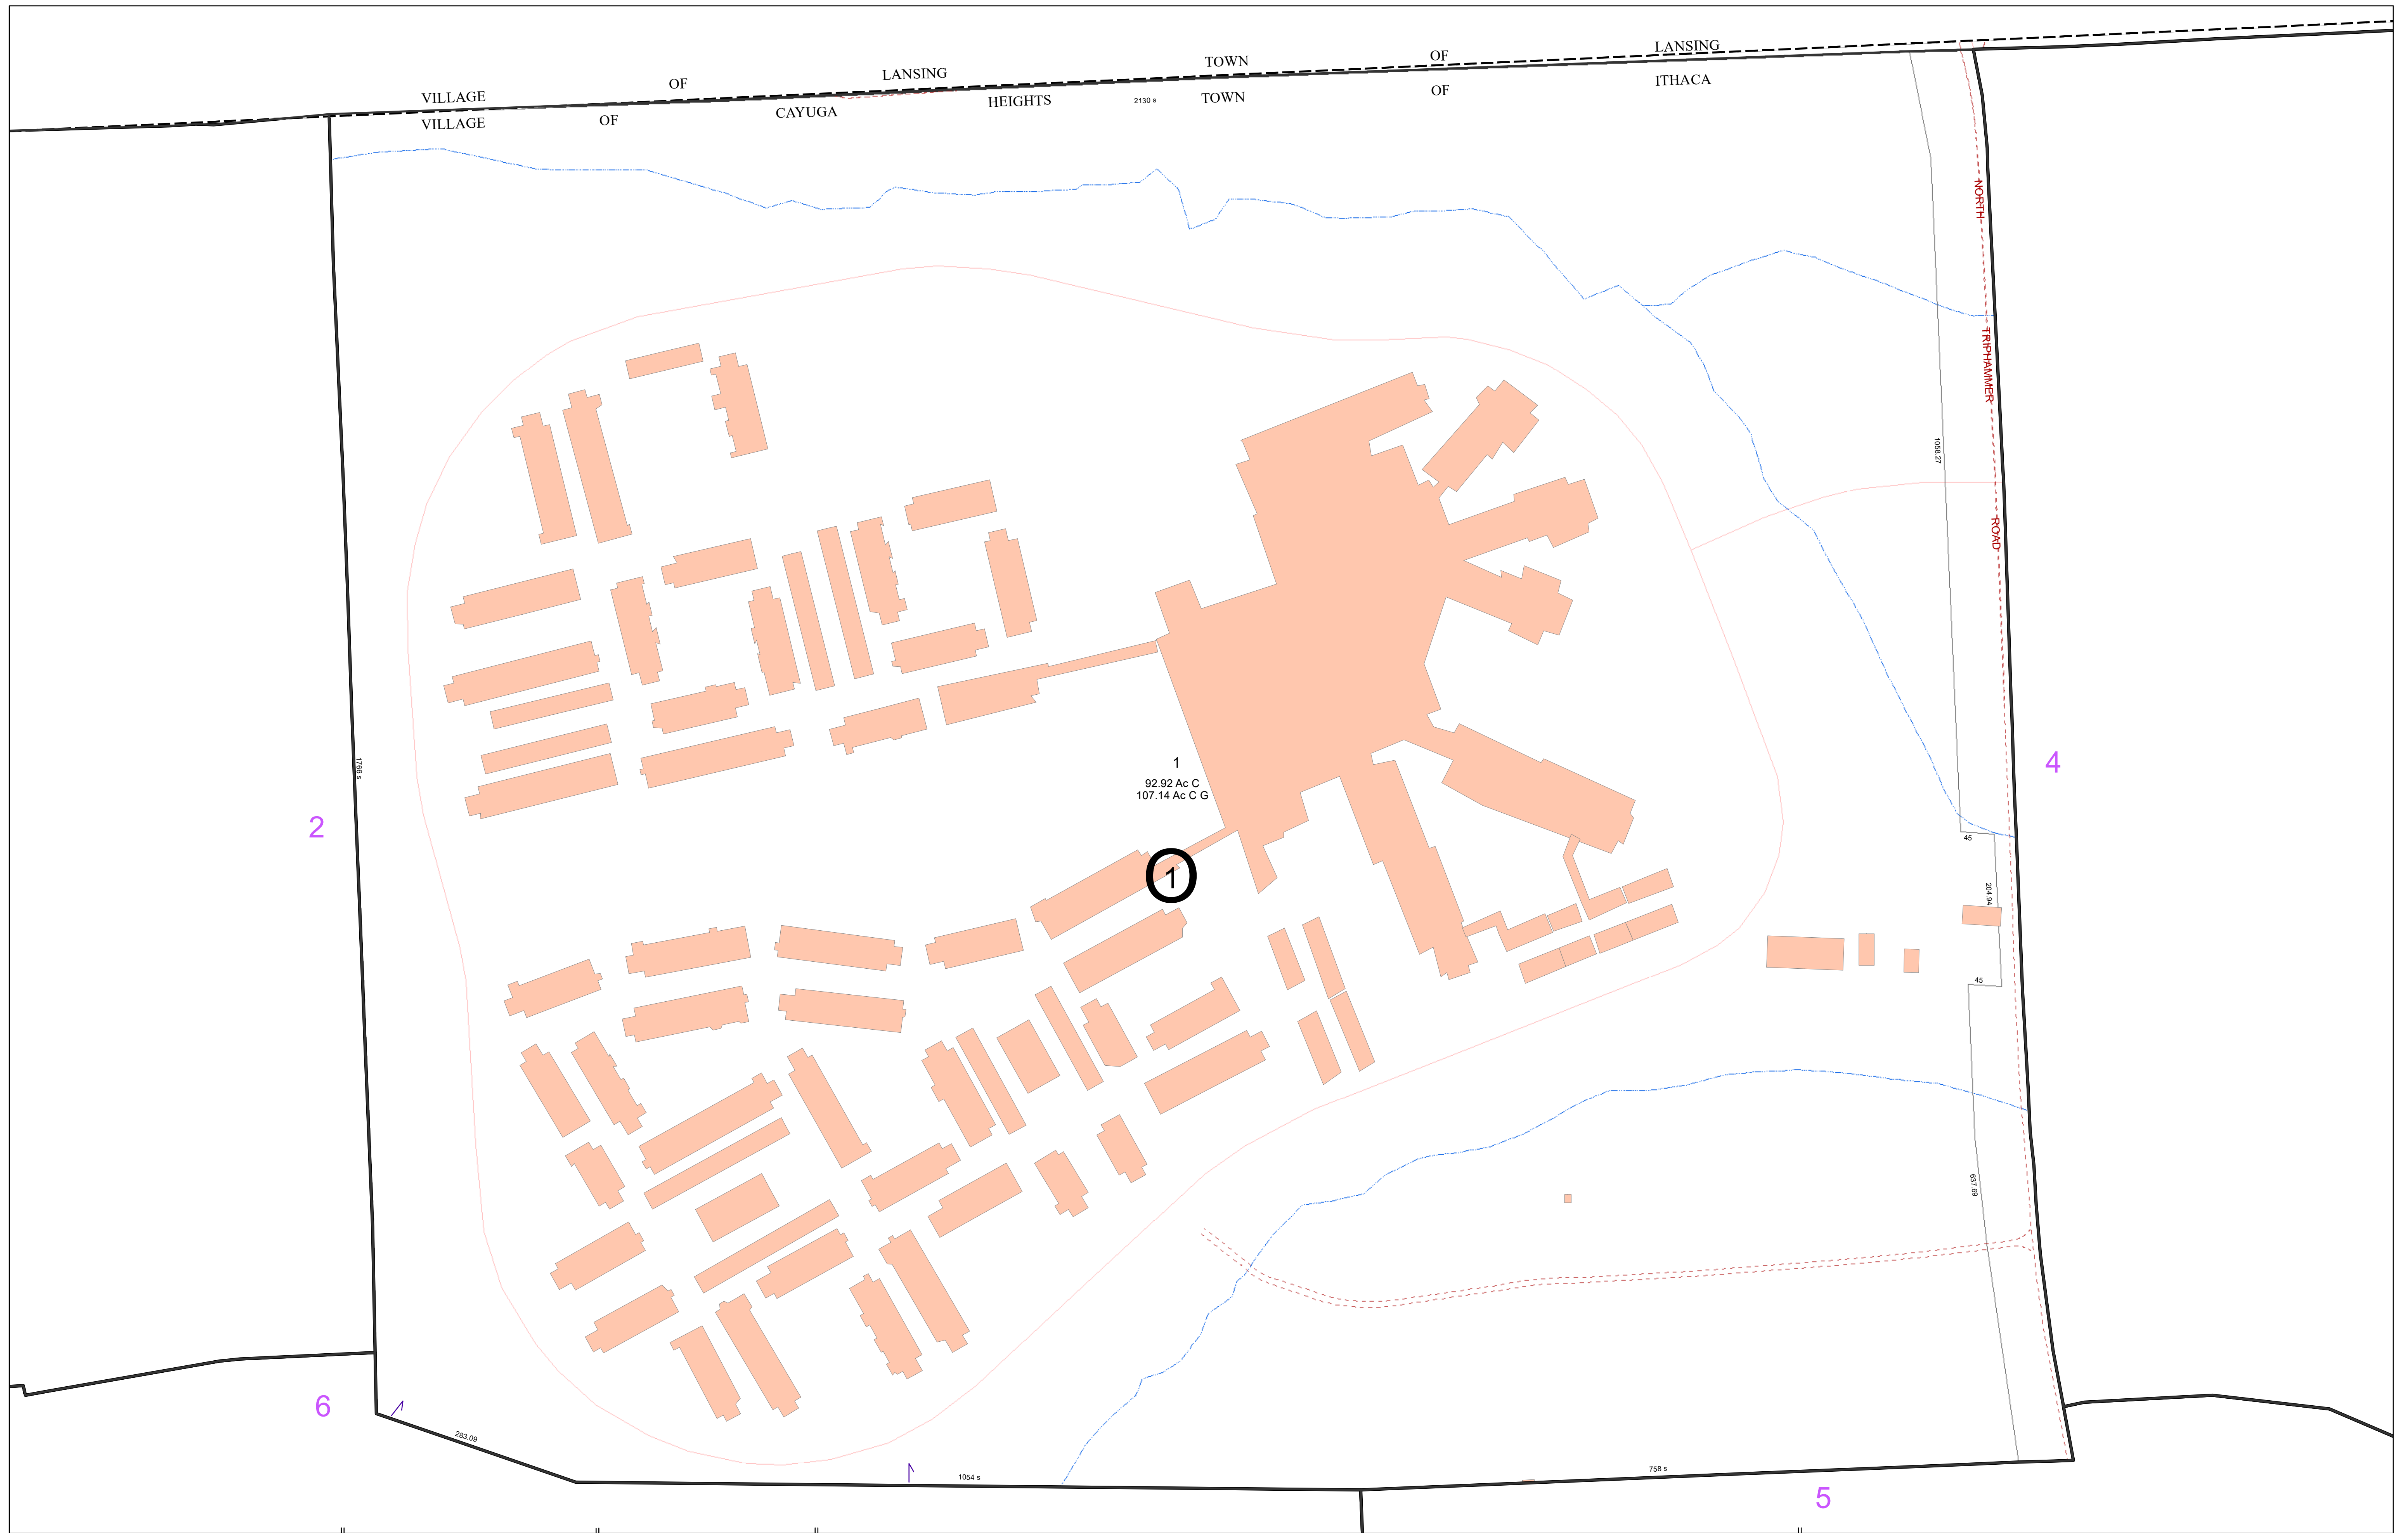 VILLAGE OF LANSING TOWN OF LANSING
VILLAGE OF CAYUGA HEIGHTS 2130 s TOWN OF ITHACA
NORTH TRIPHAMMER ROAD
1058.27
1766 s
1
92.92 Ac C
107.14 Ac C G
4
2
45
1
204.94
45
637.69
6
283.09
1054 s
758 s
5